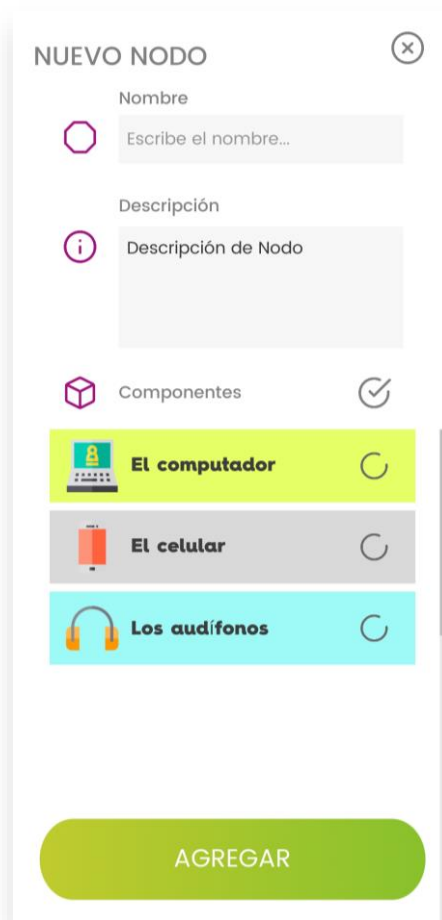 NUEVO NODO
Nombre
Escribe el nombre...
Descripción
Descripción de Nodo
Componentes
El computador
El celular
Los audífonos
AGREGAR